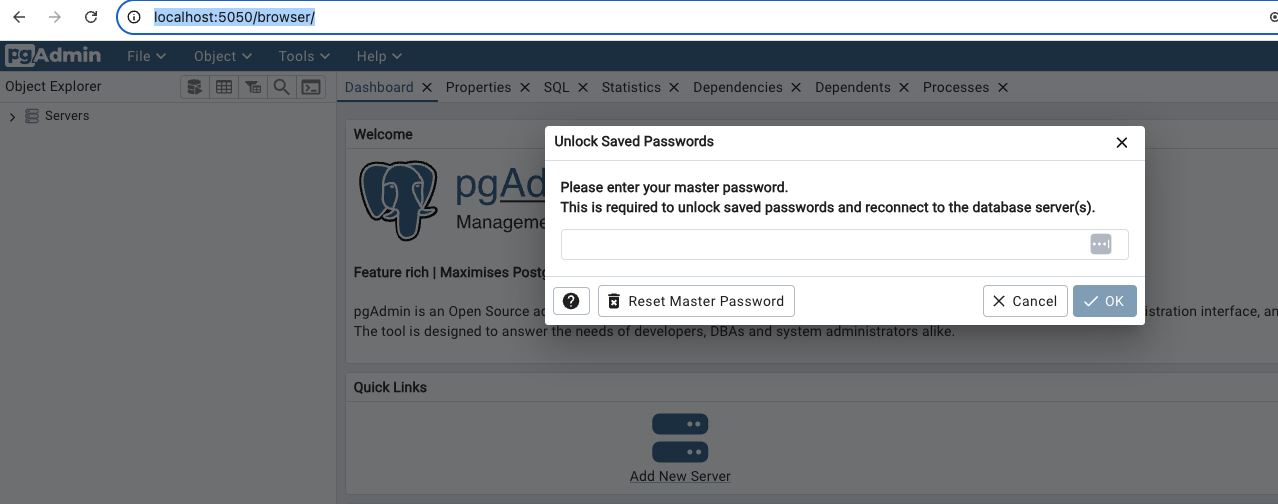 localhost:5050/browser/
pgAdmin File Object Tools Help
Object Explorer
Dashboard Properties SQL Statistics Dependencies Dependents Processes
Servers
Welcome
pgAd
Manageme
Feature rich | Maximises Postg
pgAdmin is an Open Source ad
istration interface, an
The tool is designed to answer the needs of developers, DBAs and system administrators alike.
Unlock Saved Passwords
Please enter your master password.
This is required to unlock saved passwords and reconnect to the database server(s).
Reset Master Password Cancel OK
Quick Links
Add New Server